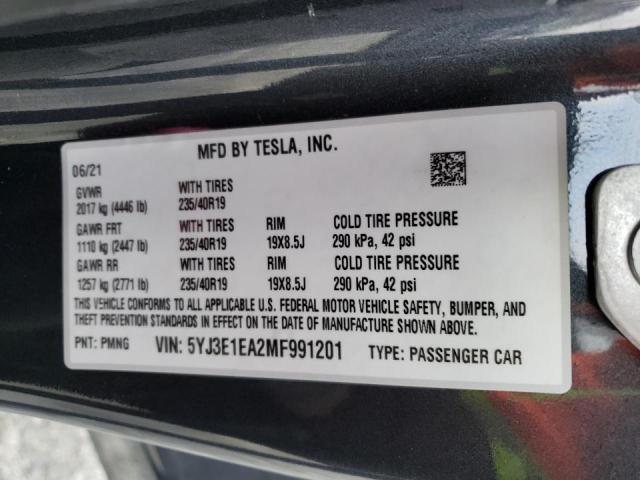 MFD BY TESLA, INC.
06/21
GVWR WITH TIRES
2017 kg (4446 lb) 235/40R19
GAWR FRT WITH TIRES RIM COLD TIRE PRESSURE
1110 kg (2447 lb) 235/40R19 19X8.5J 290 kPa, 42 psi
GAWR RR WITH TIRES RIM COLD TIRE PRESSURE
1257 kg (2771 lb) 235/40R19 19X8.5J 290 kPa, 42 psi
THIS VEHICLE CONFORMS TO ALL APPLICABLE U.S. FEDERAL MOTOR VEHICLE SAFETY, BUMPER, AND
THEFT PREVENTION STANDARDS IN EFFECT ON THE DATE OF MANUFACTURE SHOWN ABOVE.
PNT: PMNG VIN: 5YJ3E1EA2MF991201 TYPE: PASSENGER CAR